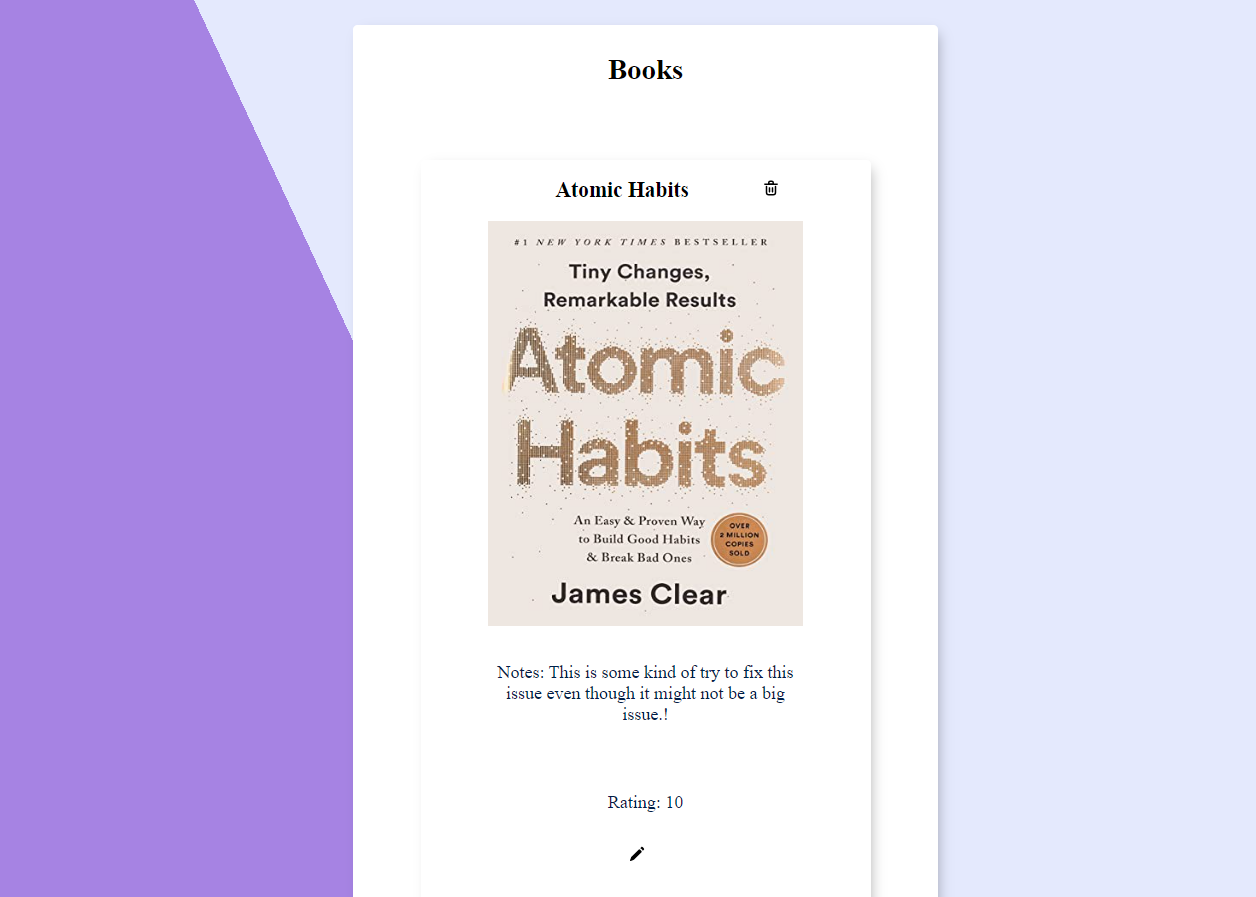 Books
Atomic Habits
#1 NEW YORK TIMES BESTSELLER
Tiny Changes,
Remarkable Results
Atomic
Habits
An Easy & Proven Way
to Build Good Habits
& Break Bad Ones
OVER
2 MILLION
COPIES
SOLD
James Clear
Notes: This is some kind of try to fix this
issue even though it might not be a big
issue.!
Rating: 10